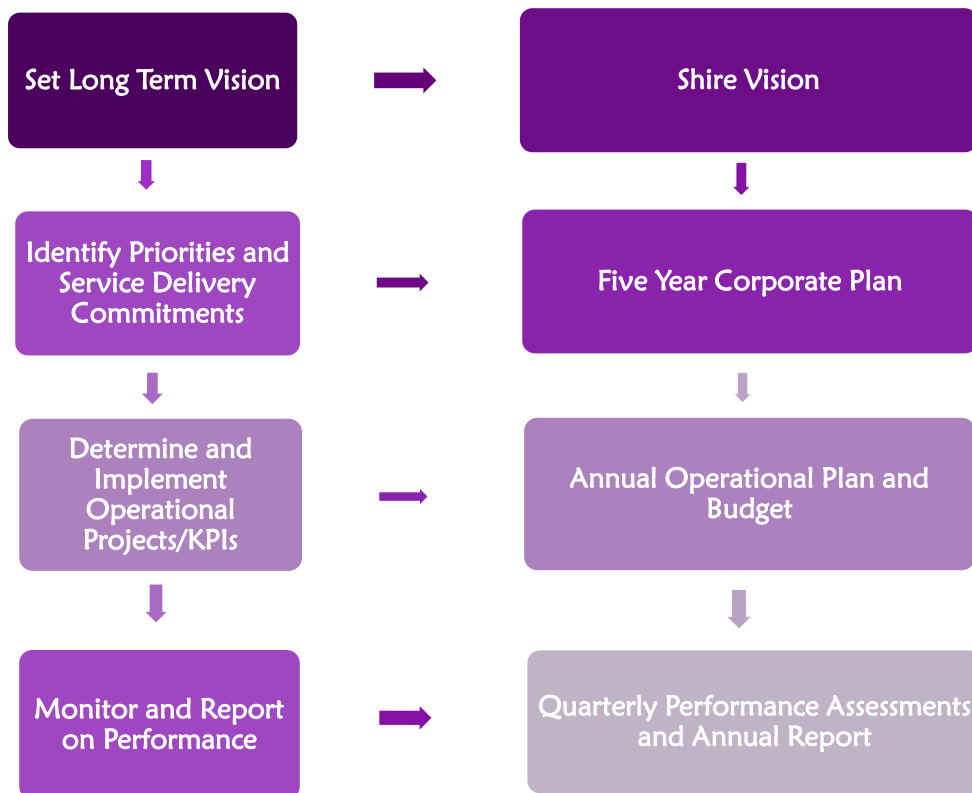 Set Long Term Vision
Shire Vision
Identify Priorities and
Service Delivery
Commitments
Five Year Corporate Plan
Determine and
Implement
Operational
Projects/KPIs
Annual Operational Plan and
Budget
Monitor and Report
on Performance
Quarterly Performance Assessments
and Annual Report